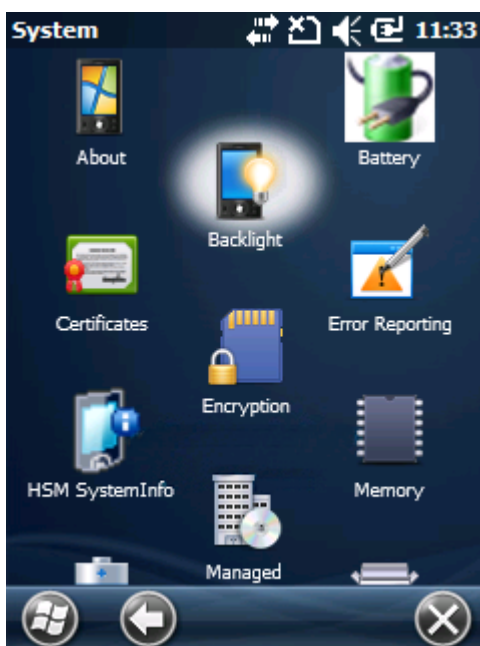 System 11:33
About
Battery
Backlight
Certificates
Error Reporting
Encryption
HSM SystemInfo
Memory
Managed